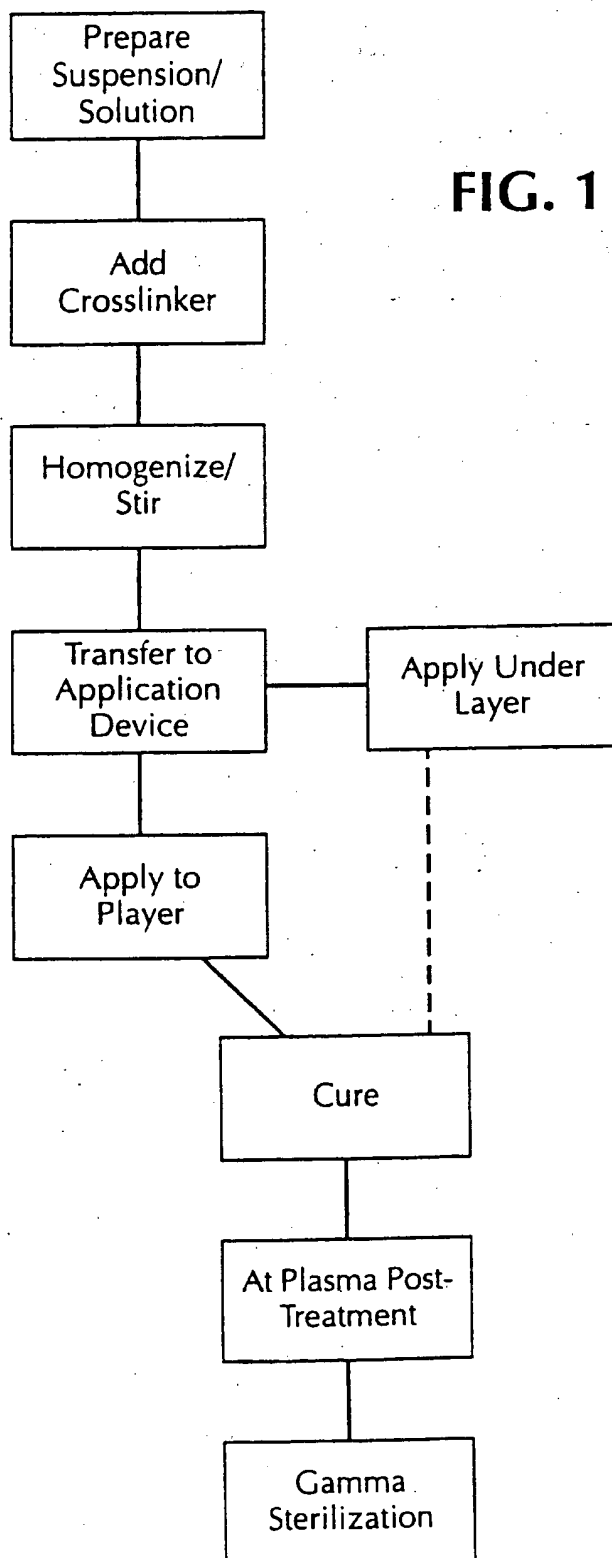 Prepare
Suspension/
Solution
FIG. 1
Add
Crosslinker
Homogenize/
Stir
Transfer to
Application
Device
Apply Under
Layer
Apply to
Player
Cure
At Plasma Post-
Treatment
Gamma
Sterilization